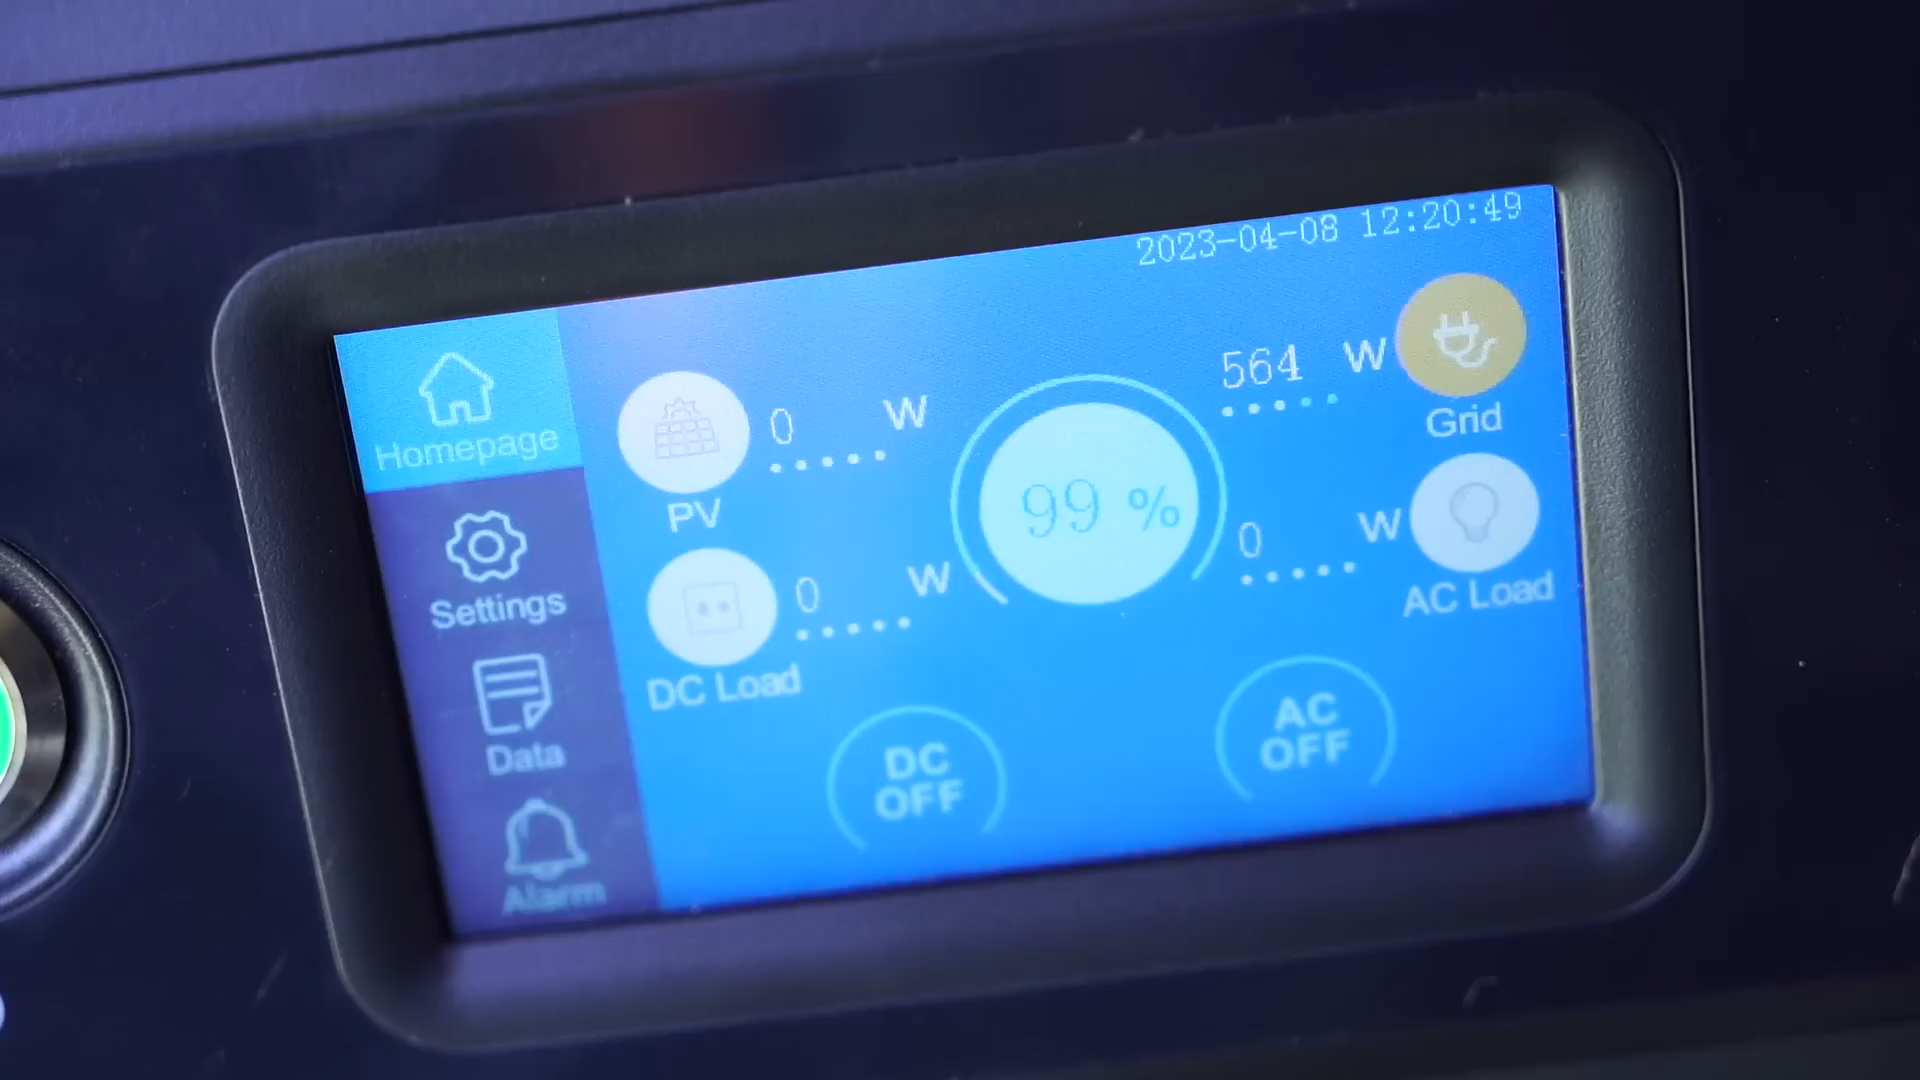 2023-04-08 12:20:49
Homepage
Settings
Data
Alarm
0 W
PV
0 W
DC Load
99 %
564 W
Grid
0 W
AC Load
DC
OFF
AC
OFF